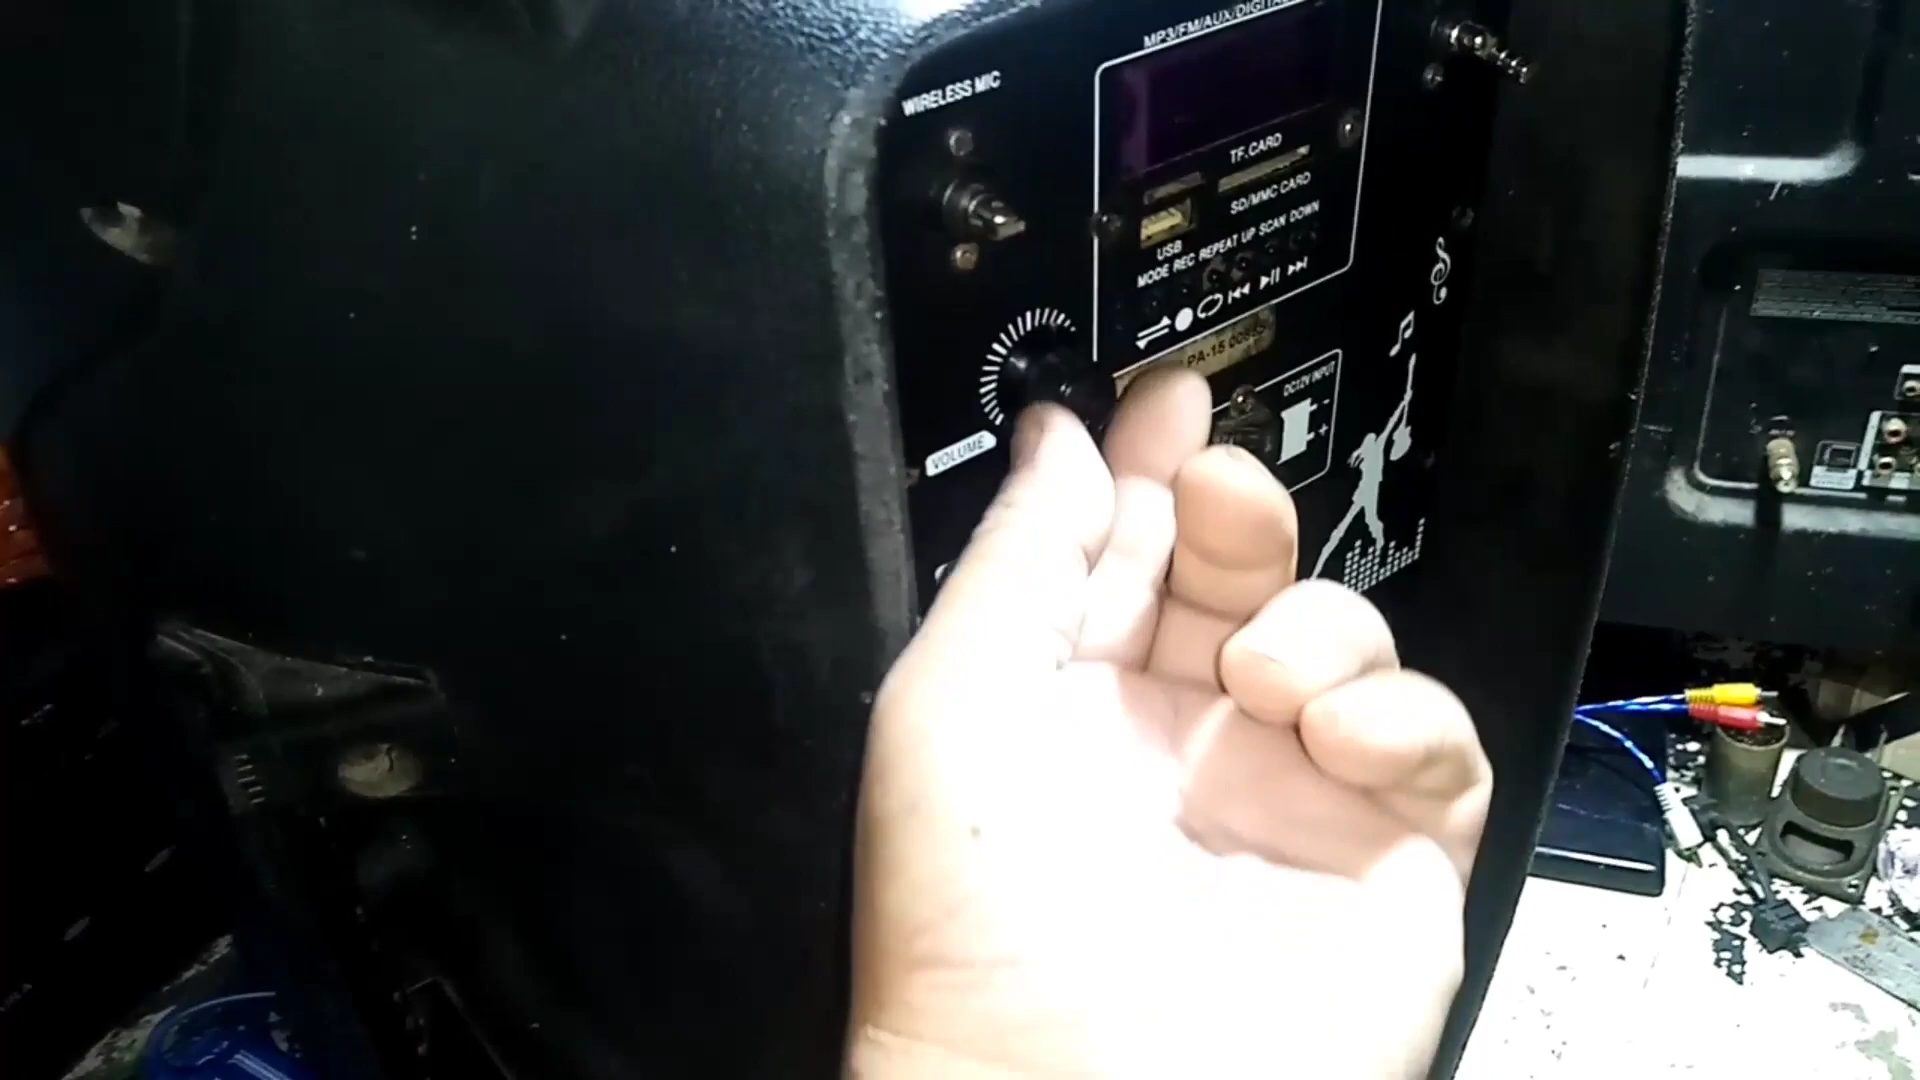 MP3/FM/AUX/DIGITAL
WIRELESS MIC
TF.CARD
SD/MMC CARD
USB
MODE REC REPEAT UP SCAN DOWN
PA-15
DC12V INPUT
- +
VOLUME